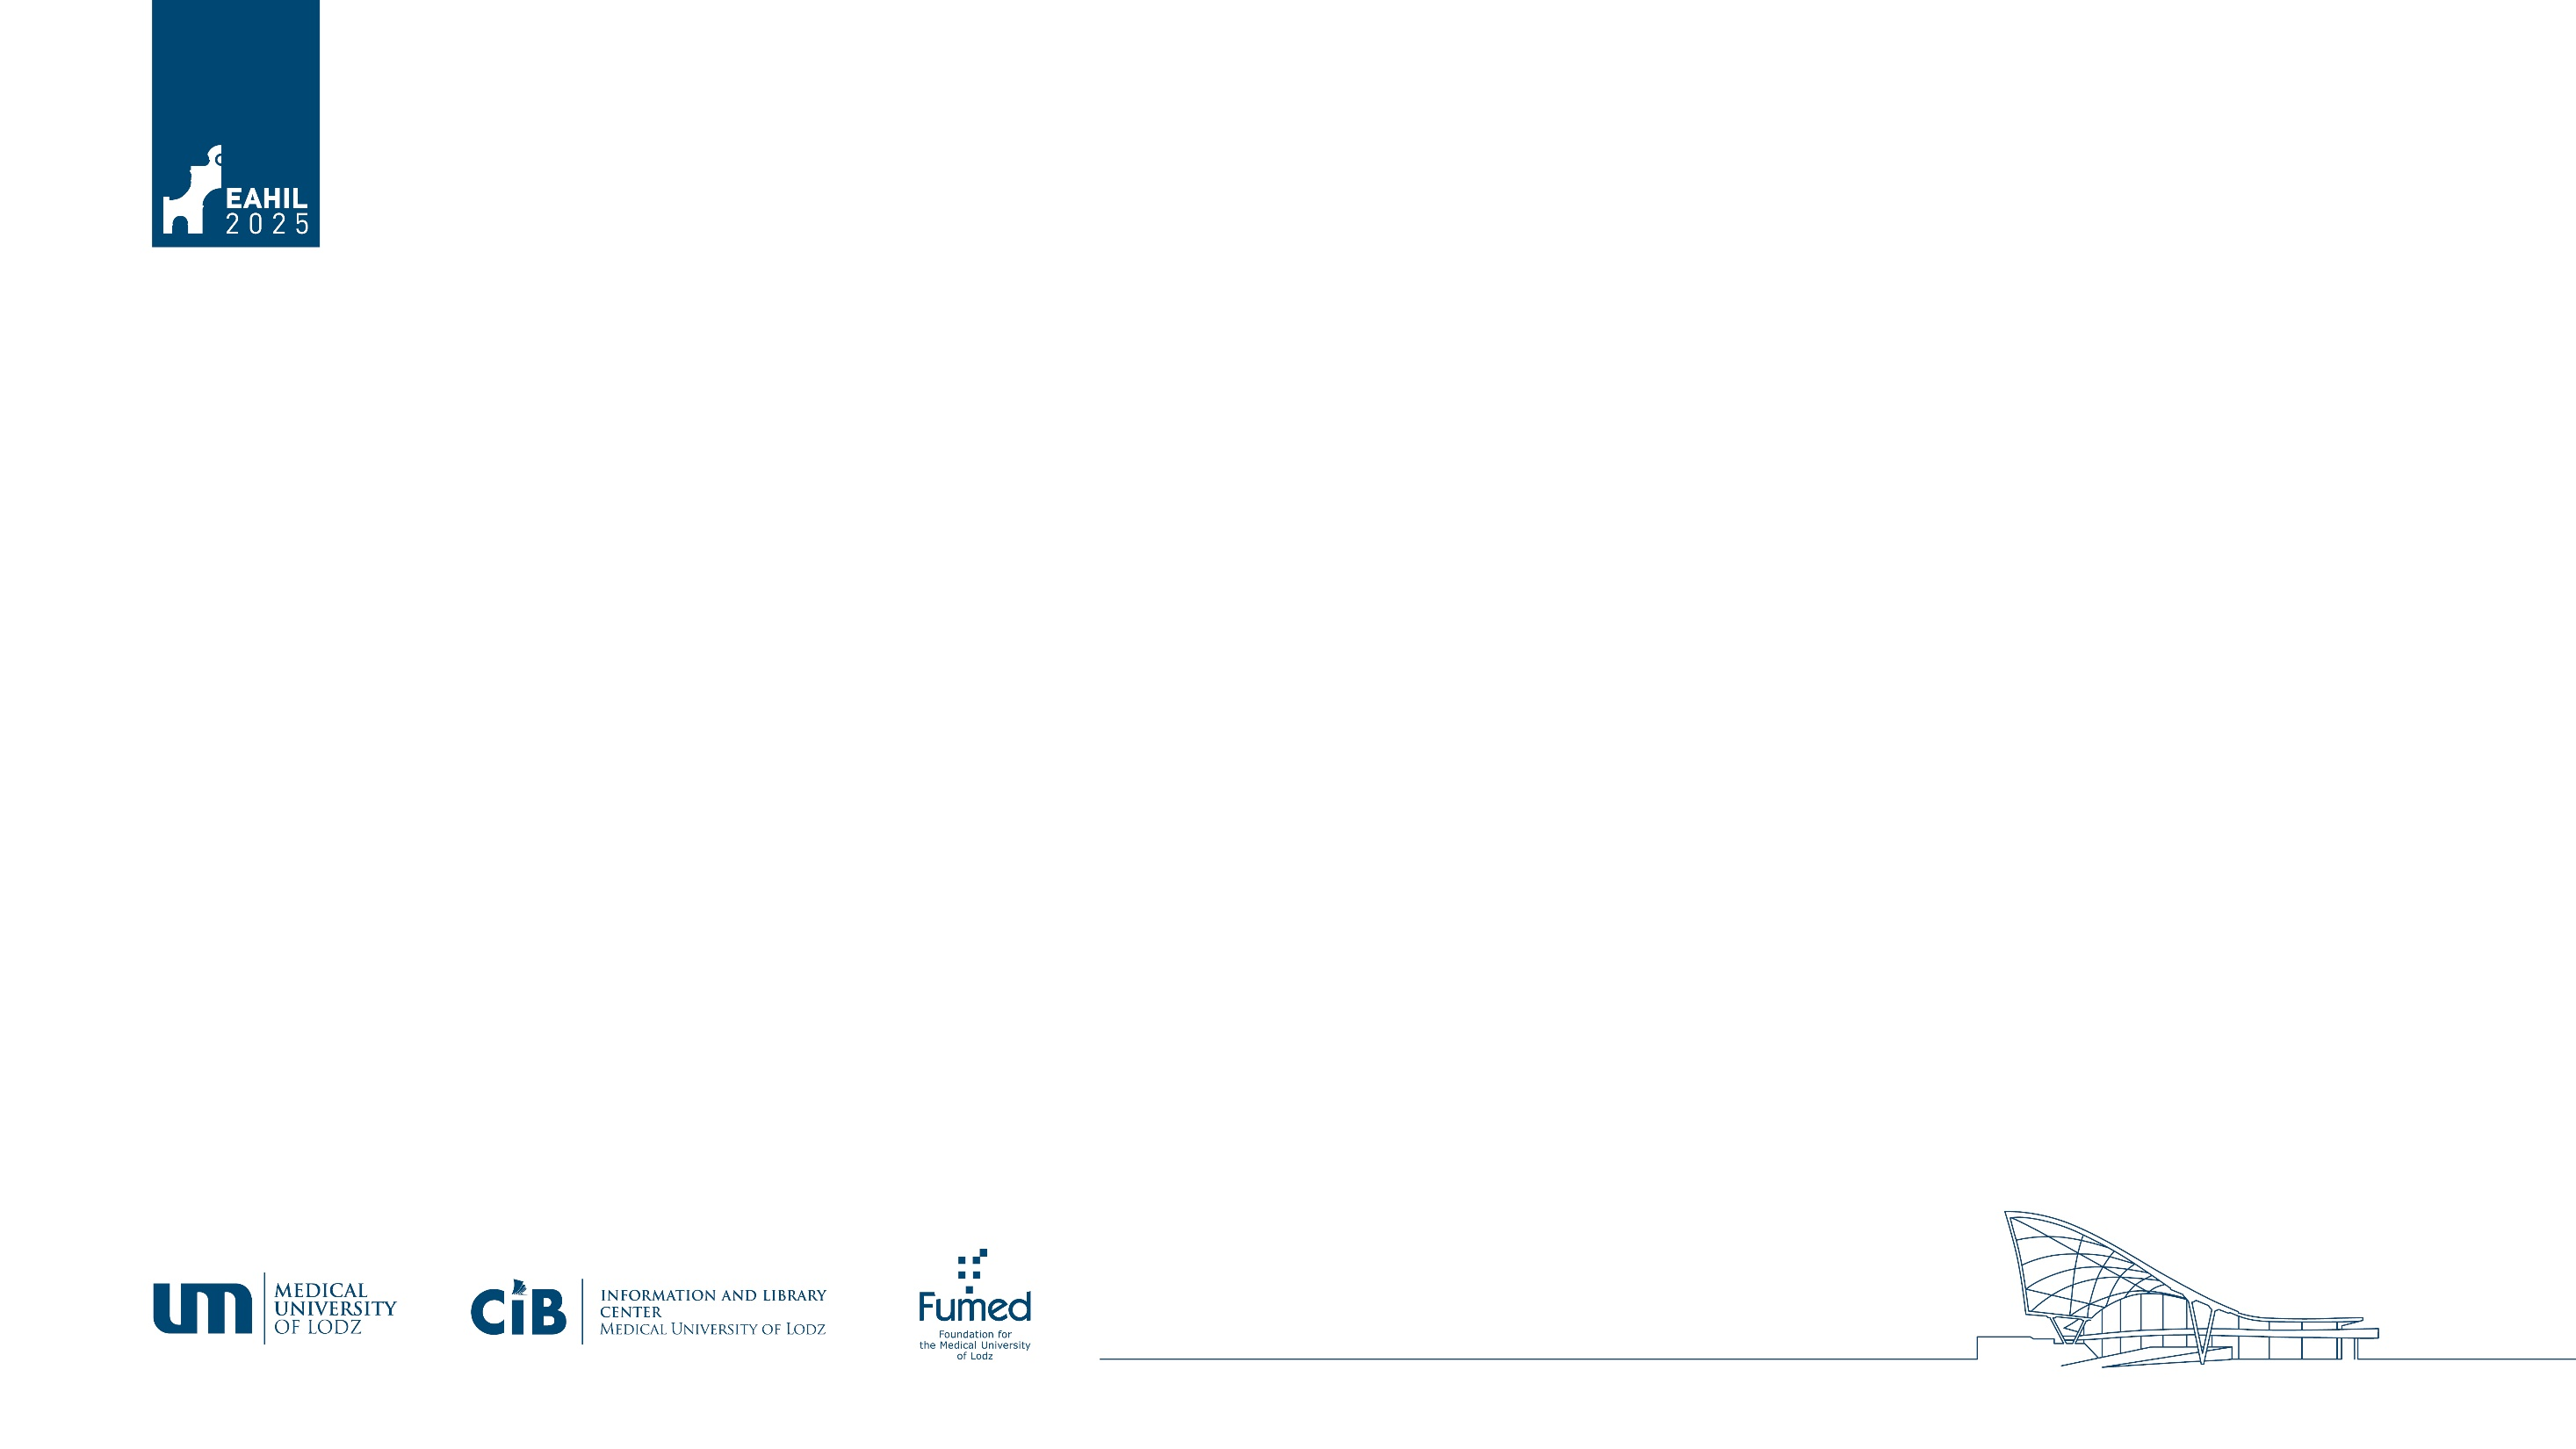 EAHIL
2025
um
MEDICAL
UNIVERSITY
OF LODZ
CiB
INFORMATION AND LIBRARY
CENTER
MEDICAL UNIVERSITY OF LODZ
Fumed
Foundation for
the Medical University
of Lodz